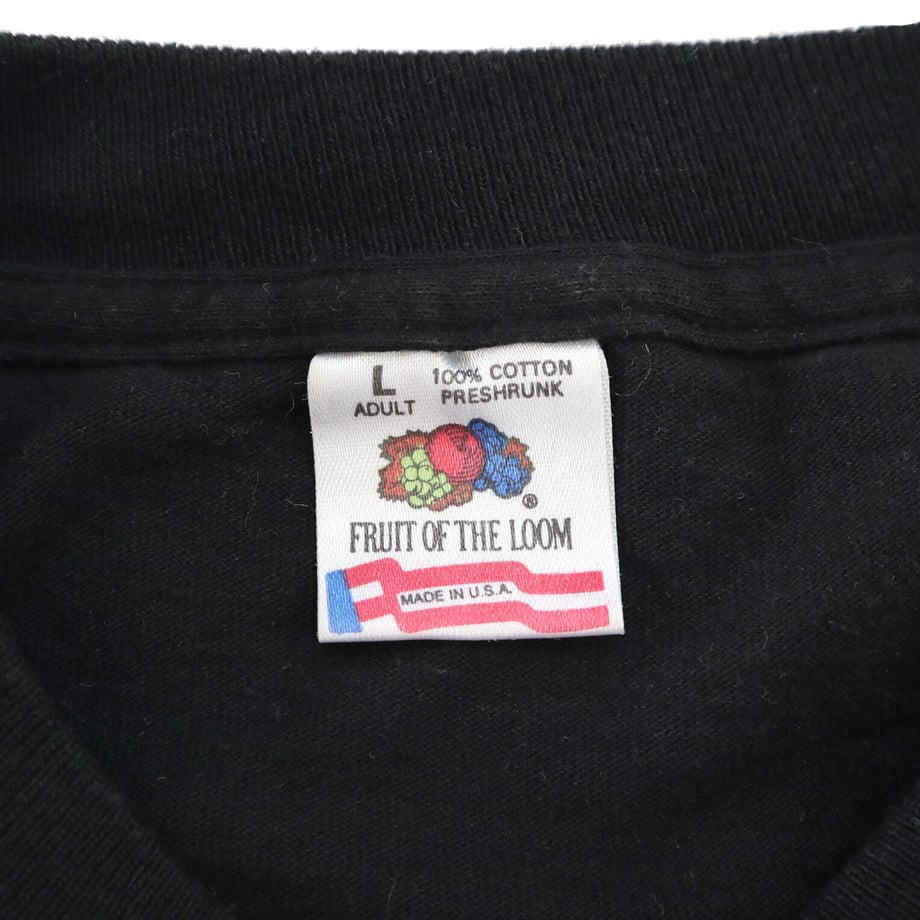 L 100% COTTON
ADULT PRESHRUNK
®
FRUIT OF THE LOOM
MADE IN U.S.A.